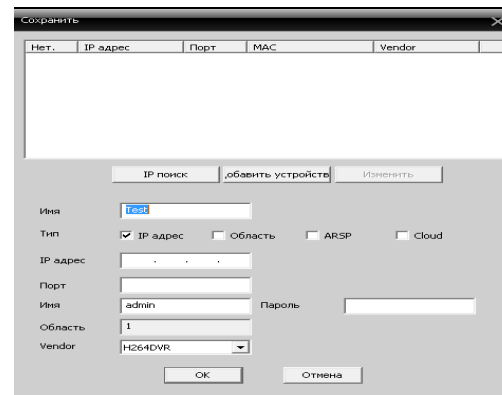 Сохранить
Нет. IP адрес Порт MAC Vendor
IP поиск ,обавить устройств Изменить
Имя Test
Тип IP адрес Область ARSP Cloud
IP адрес . . .
Порт
Имя admin Пароль
Область 1
Vendor H264DVR
OK Отмена